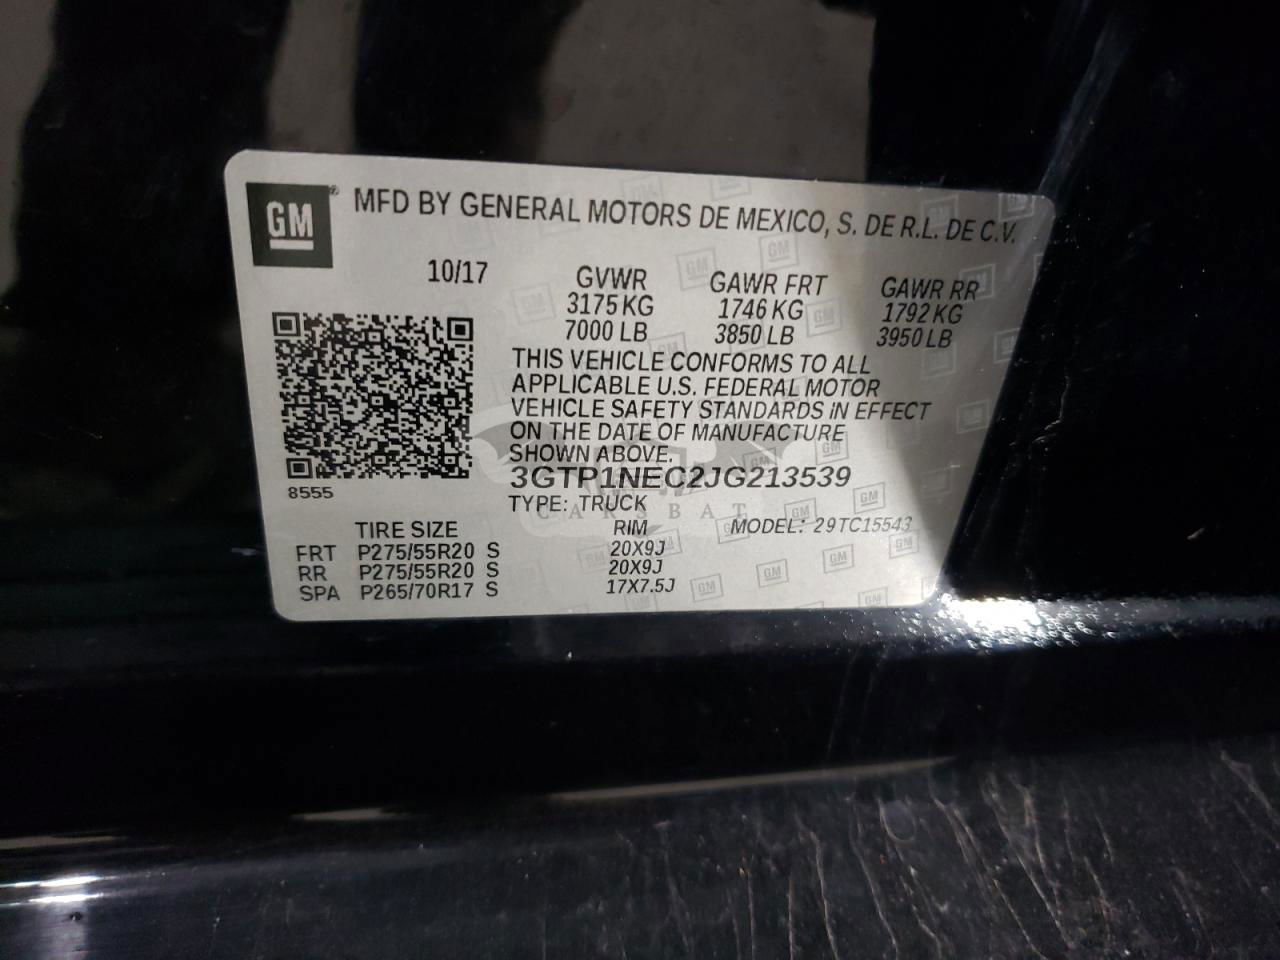 GM ® MFD BY GENERAL MOTORS DE MEXICO, S. DE R.L. DE C.V.
10/17
GVWR GAWR FRT GAWR RR
3175 KG 1746 KG 1792 KG
7000 LB 3850 LB 3950 LB
THIS VEHICLE CONFORMS TO ALL
APPLICABLE U.S. FEDERAL MOTOR
VEHICLE SAFETY STANDARDS IN EFFECT
ON THE DATE OF MANUFACTURE
SHOWN ABOVE.
3GTP1NEC2JG213539
8555
TYPE: TRUCK
CARSBAT
TIRE SIZE RIM MODEL: 29TC15543
FRT P275/55R20 S 20X9J
RR P275/55R20 S 20X9J
SPA P265/70R17 S 17X7.5J